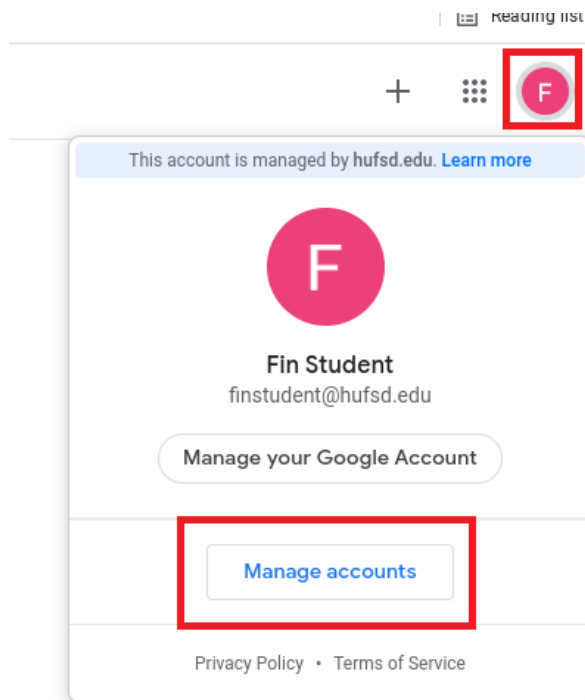 Reading list
F
This account is managed by hufsd.edu. Learn more
F
Fin Student
finstudent@hufsd.edu
Manage your Google Account
Manage accounts
Privacy Policy • Terms of Service